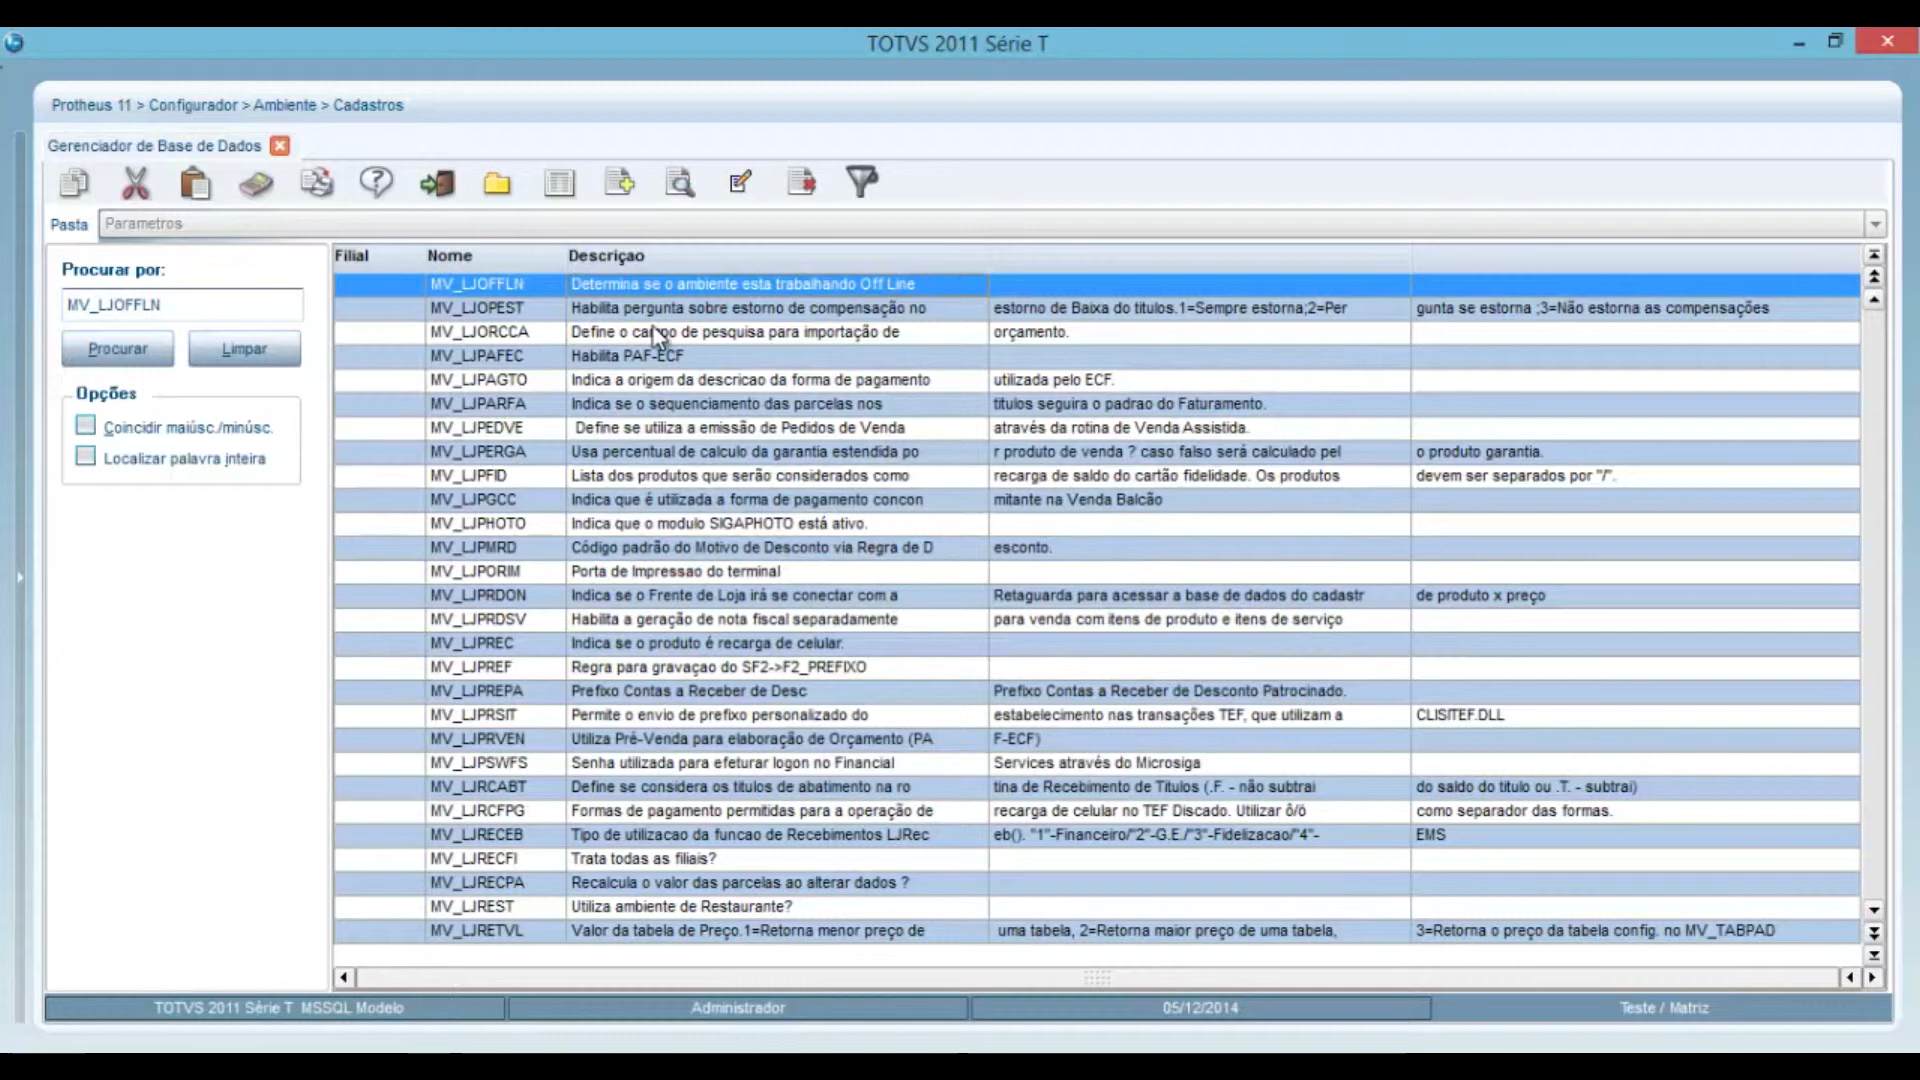 TOTVS 2011 Série T
Protheus 11 > Configurador > Ambiente > Cadastros
Gerenciador de Base de Dados
Pasta Parametros
Procurar por:
MV_LJOFFLN
Procurar Limpar
Opções
Coincidir maiúsc./minúsc.
Localizar palavra inteira
Filial Nome Descriçao
MV_LJOFFLN Determina se o ambiente esta trabalhando Off Line
MV_LJOPEST Habilita pergunta sobre estorno de compensação no estorno de Baixa do titulos.1=Sempre estorna;2=Per gunta se estorna ;3=Não estorna as compensações
MV_LJORCCA Define o campo de pesquisa para importação de orçamento.
MV_LJPAFEC Habilita PAF-ECF
MV_LJPAGTO Indica a origem da descricao da forma de pagamento utilizada pelo ECF.
MV_LJPARFA Indica se o sequenciamento das parcelas nos titulos seguira o padrao do Faturamento.
MV_LJPEDVE Define se utiliza a emissão de Pedidos de Venda através da rotina de Venda Assistida.
MV_LJPERGA Usa percentual de calculo da garantia estendida po r produto de venda ? caso falso será calculado pel o produto garantia.
MV_LJPFID Lista dos produtos que serão considerados como recarga de saldo do cartão fidelidade. Os produtos devem ser separados por "/".
MV_LJPGCC Indica que é utilizada a forma de pagamento concon mitante na Venda Balcão
MV_LJPHOTO Indica que o modulo SIGAPHOTO está ativo.
MV_LJPMRD Código padrão do Motivo de Desconto via Regra de D esconto.
MV_LJPORIM Porta de Impressao do terminal
MV_LJPRDON Indica se o Frente de Loja irá se conectar com a Retaguarda para acessar a base de dados do cadastr de produto x preço
MV_LJPRDSV Habilita a geração de nota fiscal separadamente para venda com itens de produto e itens de serviço
MV_LJPREC Indica se o produto é recarga de celular.
MV_LJPREF Regra para gravaçao do SF2->F2_PREFIXO
MV_LJPREPA Prefixo Contas a Receber de Desc Prefixo Contas a Receber de Desconto Patrocinado.
MV_LJPRSIT Permite o envio de prefixo personalizado do estabelecimento nas transações TEF, que utilizam a CLISITEF.DLL
MV_LJPRVEN Utiliza Pré-Venda para elaboração de Orçamento (PA F-ECF)
MV_LJPSWFS Senha utilizada para efeturar logon no Financial Services através do Microsiga
MV_LJRCABT Define se considera os titulos de abatimento na ro tina de Recebimento de Titulos (.F. - não subtrai do saldo do titulo ou .T. - subtrai)
MV_LJRCFPG Formas de pagamento permitidas para a operação de recarga de celular no TEF Discado. Utilizar ô/ö como separador das formas.
MV_LJRECEB Tipo de utilizacao da funcao de Recebimentos LJRec eb(). "1"-Financeiro/"2"-G.E./"3"-Fidelizacao/"4"- EMS
MV_LJRECFI Trata todas as filiais?
MV_LJRECPA Recalcula o valor das parcelas ao alterar dados ?
MV_LJREST Utiliza ambiente de Restaurante?
MV_LJRETVL Valor da tabela de Preço.1=Retorna menor preço de uma tabela, 2=Retorna maior preço de uma tabela, 3=Retorna o preço da tabela config. no MV_TABPAD
TOTVS 2011 Série T MSSQL Modelo Administrador 05/12/2014 Teste / Matriz